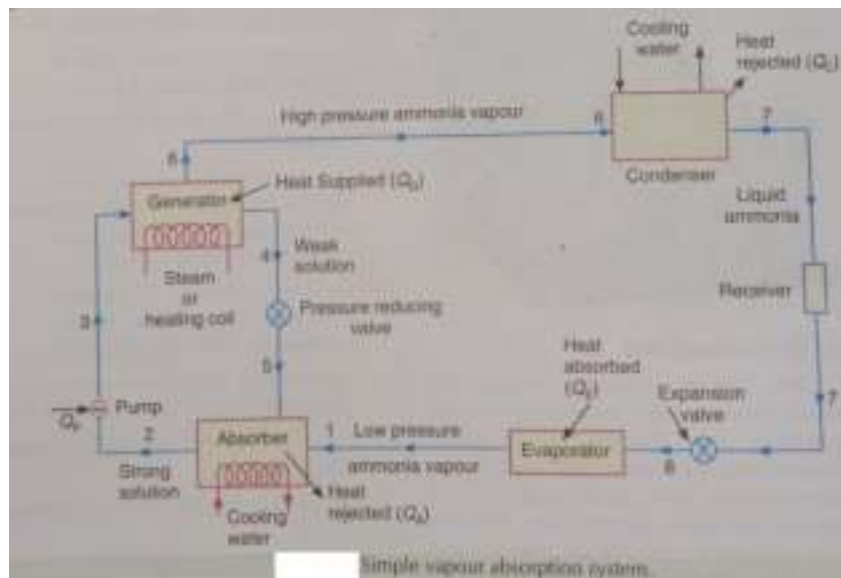 Cooling
water
Heat
rejected (Q_C)
High pressure ammonia vapour
6
7
Condenser
6
Heat Supplied (Q_G)
Generator
Liquid
ammonia
4
Weak
solution
Steam
or
heating coil
Receiver
3
Pressure reducing
valve
Heat
absorbed
(Q_E)
5
Expansion
valve
7
Pump
Q_P
2
Absorber
1
Low pressure
ammonia vapour
Evaporator
8
Strong
solution
Heat
rejected (Q_A)
Cooling
water
Simple vapour absorption system.